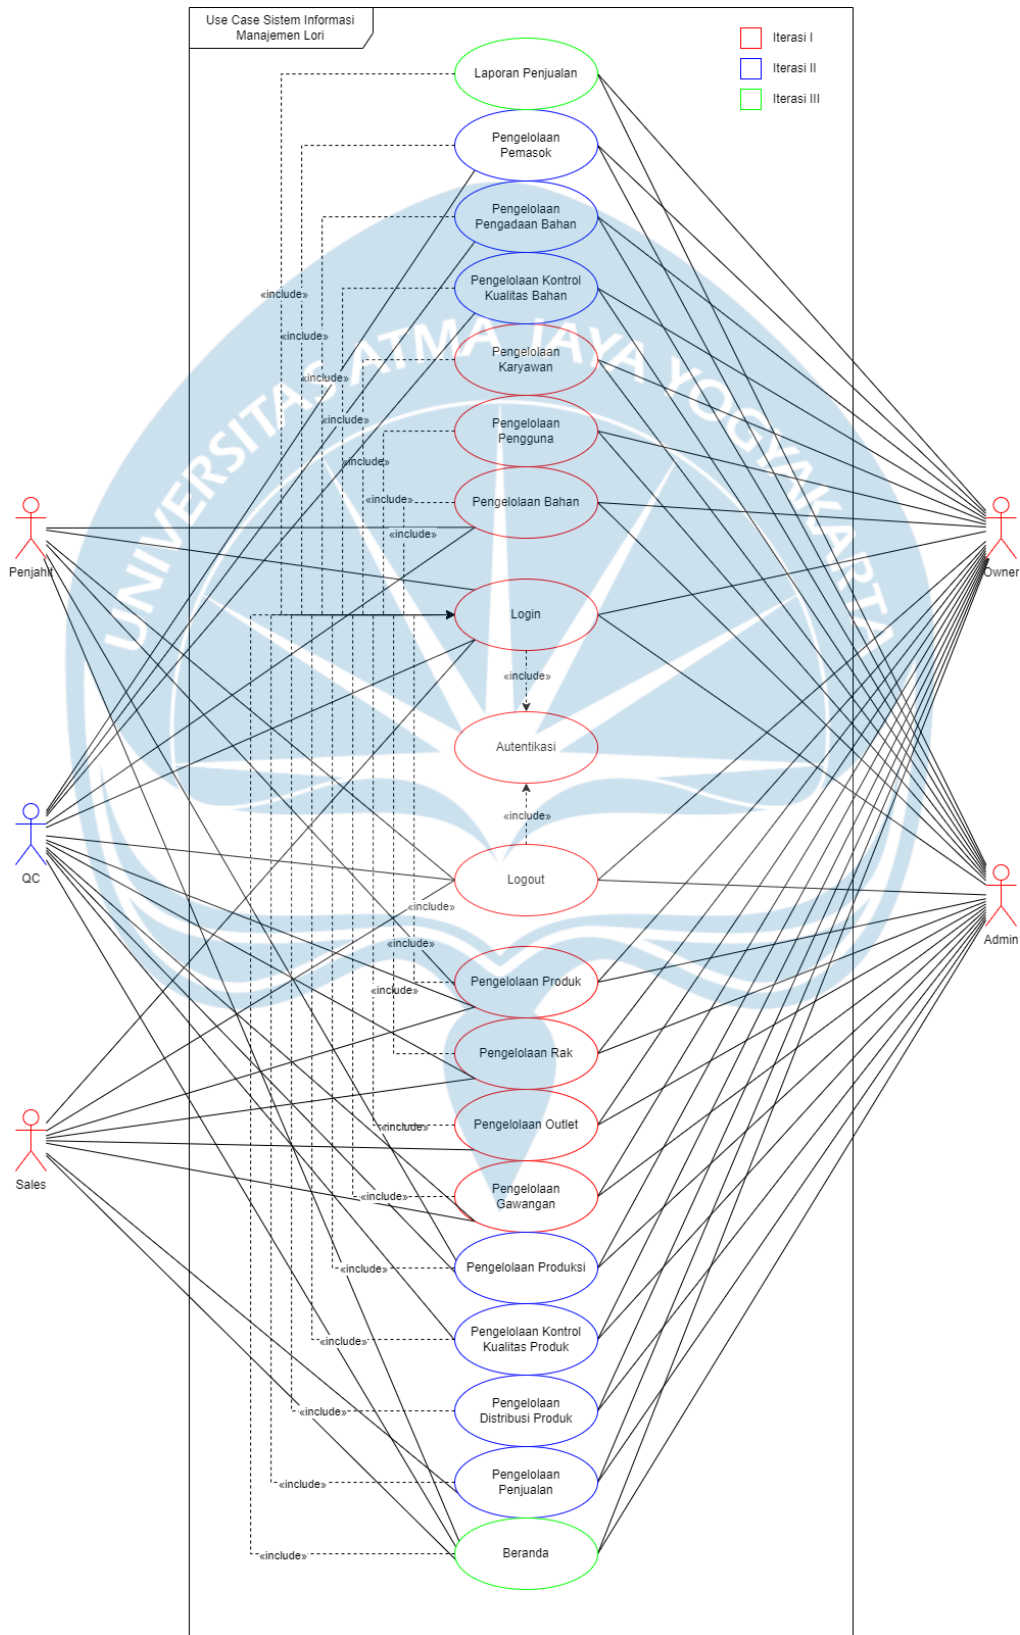 Use Case Sistem Informasi
Manajemen Lori
Iterasi I
Iterasi II
Iterasi III
Laporan Penjualan
Pengelolaan
Pemasok
Pengelolaan
Pengadaan Bahan
Pengelolaan Kontrol
Kualitas Bahan
«include»
«include»
Pengelolaan
Karyawan
«include»
«include»
Pengelolaan
Pengguna
«include»
Pengelolaan Bahan
«include»
«include»
UNIVERSITAS ATMA JAYA YOGYAKARTA
Penjahit
Owner
Login
«include»
Autentikasi
«include»
QC
Logout
Admin
«include»
«include»
Pengelolaan Produk
«include»
Pengelolaan Rak
Pengelolaan Outlet
«include»
Sales
Pengelolaan
Gawangan
«include»
Pengelolaan Produksi
«include»
Pengelolaan Kontrol
Kualitas Produk
«include»
Pengelolaan
Distribusi Produk
«include»
Pengelolaan
Penjualan
«include»
Beranda
«include»